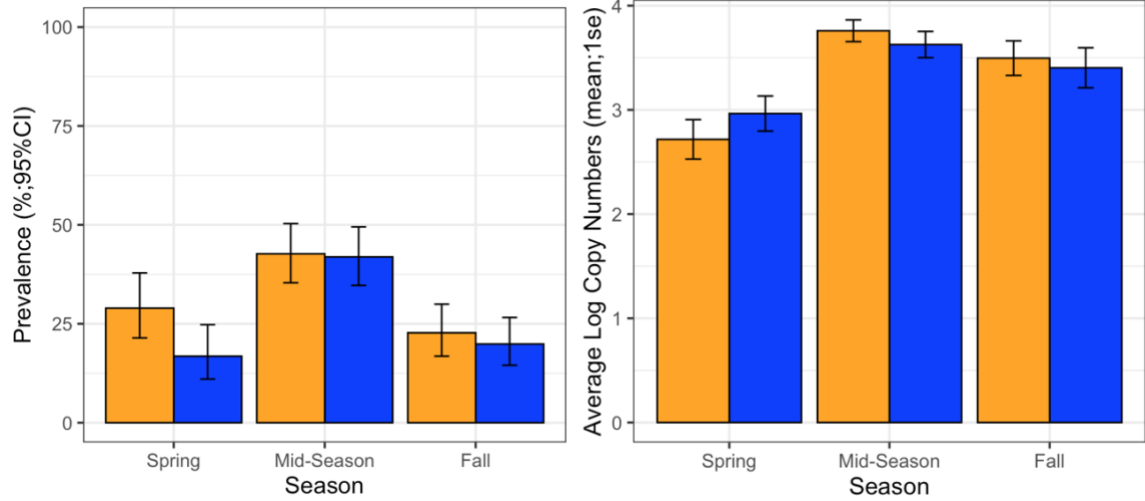 Prevalence (%;95%CI)
100
75
50
25
0
Spring
Mid-Season
Fall
Season
Average Log Copy Numbers (mean;1se)
4
3
2
1
0
Spring
Mid-Season
Fall
Season